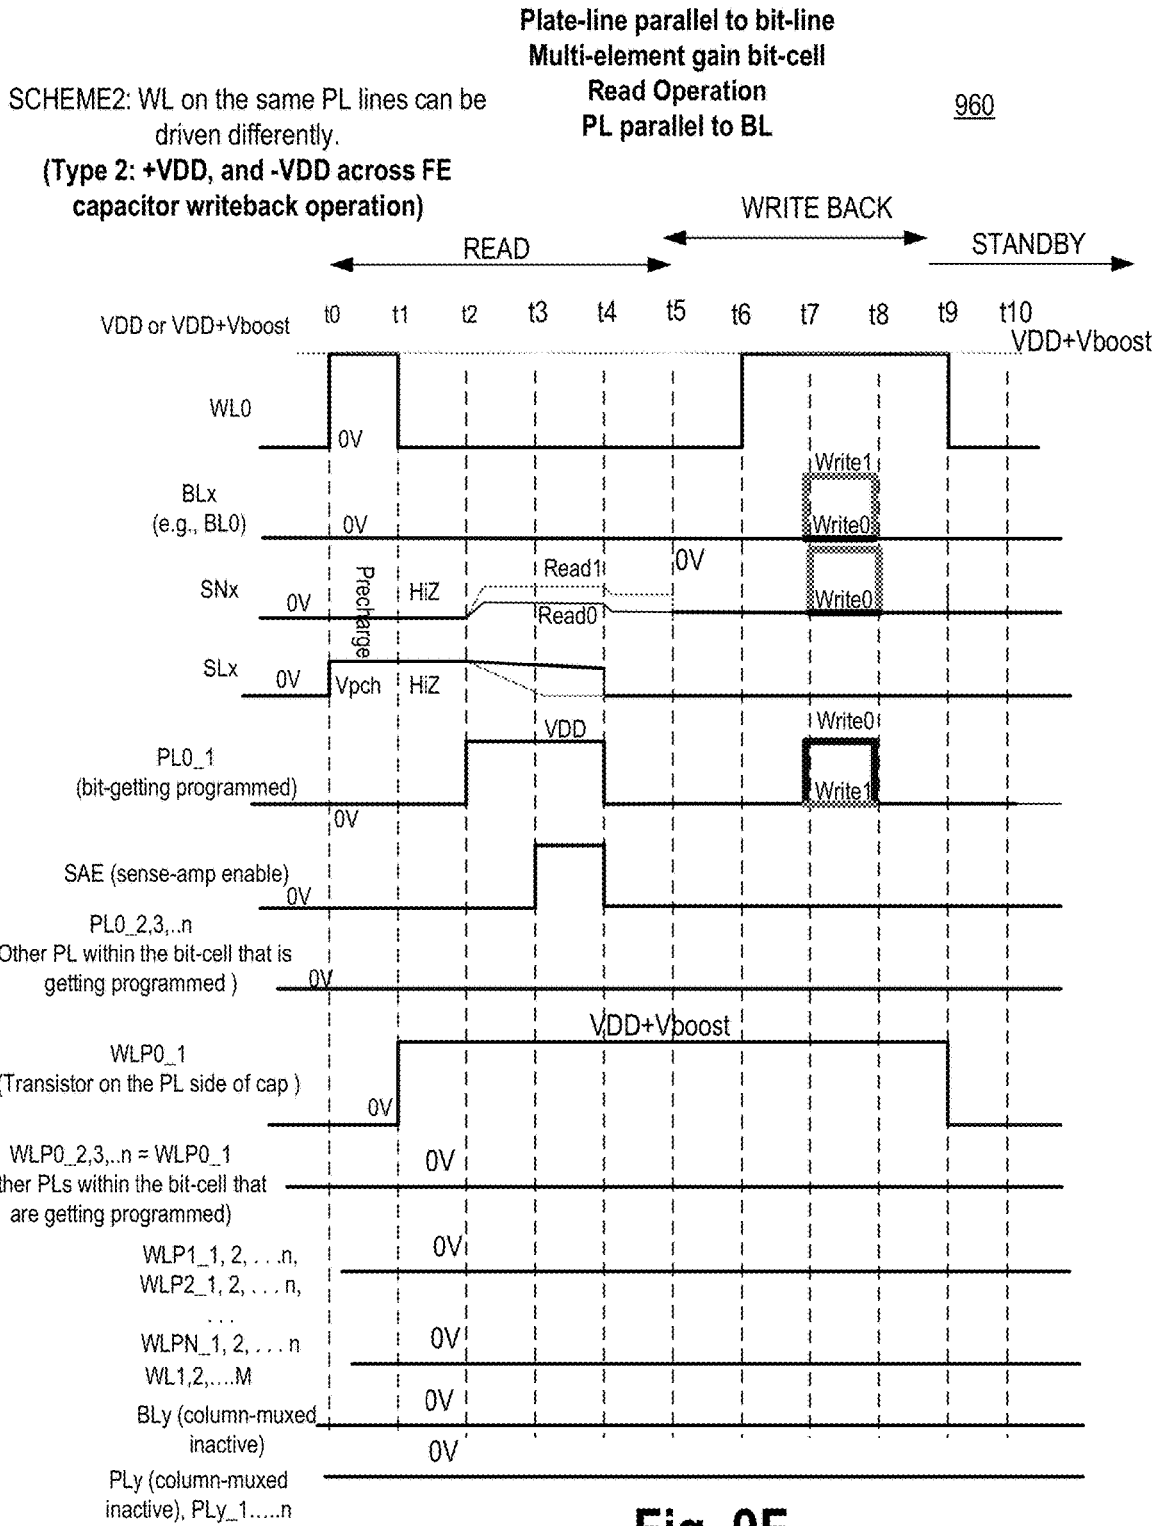 Plate-line parallel to bit-line
Multi-element gain bit-cell
Read Operation
PL parallel to BL
960
SCHEME2: WL on the same PL lines can be
driven differently.
(Type 2: +VDD, and -VDD across FE
capacitor writeback operation)
WRITE BACK
READ
STANDBY
t0 t1 t2 t3 t4 t5 t6 t7 t8 t9 t10
VDD or VDD+Vboost
VDD+Vboost
WL0
0V
Write1
BLx
(e.g., BL0)
0V
Write0
0V
Precharge
HiZ
Read1
SNx
0V
Write0
Read0
SLx
0V
Vpch
HiZ
VDD
Write0
PL0_1
(bit-getting programmed)
Write1
0V
SAE (sense-amp enable)
0V
PL0_2,3,..n
Other PL within the bit-cell that is
getting programmed )
0V
VDD+Vboost
WLP0_1
(Transistor on the PL side of cap )
0V
WLP0_2,3,..n = WLP0_1
0V
ther PLs within the bit-cell that
are getting programmed)
WLP1_1, 2, . . .n,
0V
WLP2_1, 2, . . . n,
. . .
WLPN_1, 2, . . . n
0V
WL1,2,....M
0V
BLy (column-muxed
inactive)
0V
PLy (column-muxed
inactive), PLy_1.....n